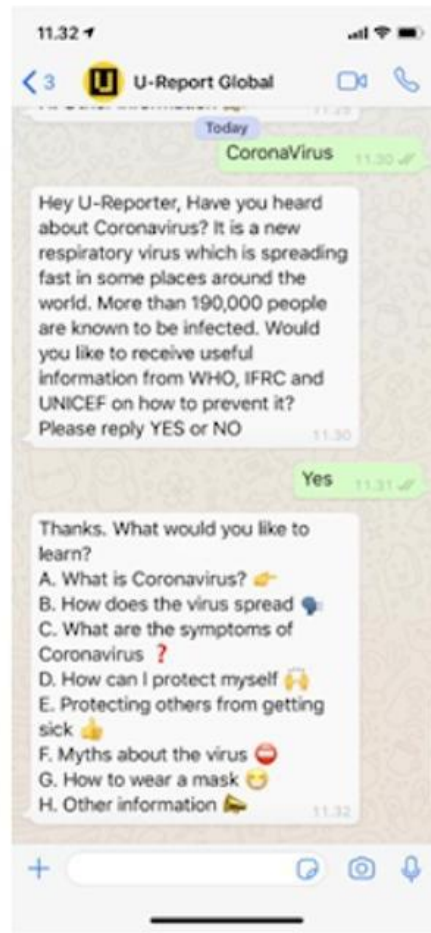 11.32
3 U-Report Global
Today
CoronaVirus 11.30
Hey U-Reporter, Have you heard
about Coronavirus? It is a new
respiratory virus which is spreading
fast in some places around the
world. More than 190,000 people
are known to be infected. Would
you like to receive useful
information from WHO, IFRC and
UNICEF on how to prevent it?
Please reply YES or NO 11.30
Yes 11.31
Thanks. What would you like to
learn?
A. What is Coronavirus? 👉
B. How does the virus spread 🗣
C. What are the symptoms of
Coronavirus ❓
D. How can I protect myself 🙌
E. Protecting others from getting
sick 👍
F. Myths about the virus ⛔
G. How to wear a mask 😷
H. Other information 📣 11.32